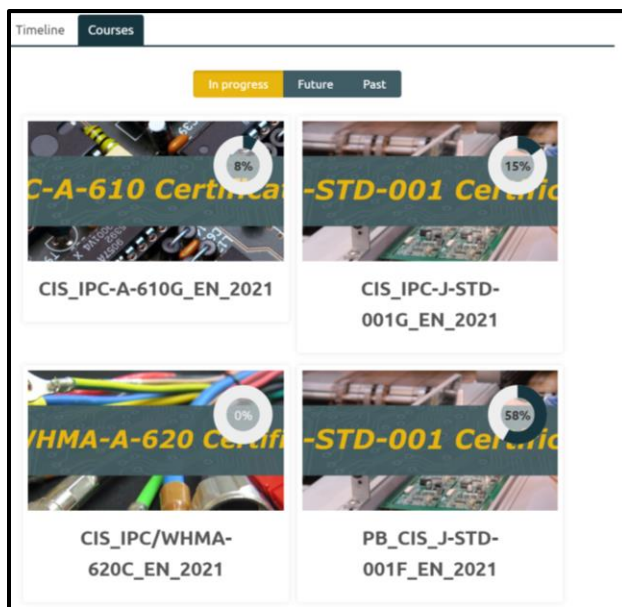 Timeline Courses
In progress Future Past
8%
C-A-610 Certificat
15%
-STD-001 Certific
CIS_IPC-A-610G_EN_2021
CIS_IPC-J-STD-
001G_EN_2021
0%
WHMA-A-620 Certifi
58%
-STD-001 Certific
CIS_IPC/WHMA-
620C_EN_2021
PB_CIS_J-STD-
001F_EN_2021